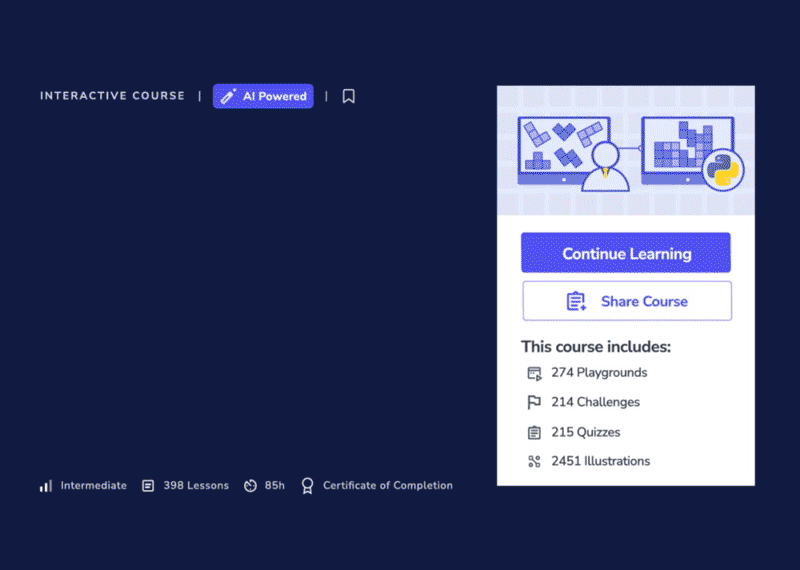 INTERACTIVE COURSE | AI Powered |
Continue Learning
Share Course
This course includes:
274 Playgrounds
214 Challenges
215 Quizzes
2451 Illustrations
Intermediate 398 Lessons 85h Certificate of Completion